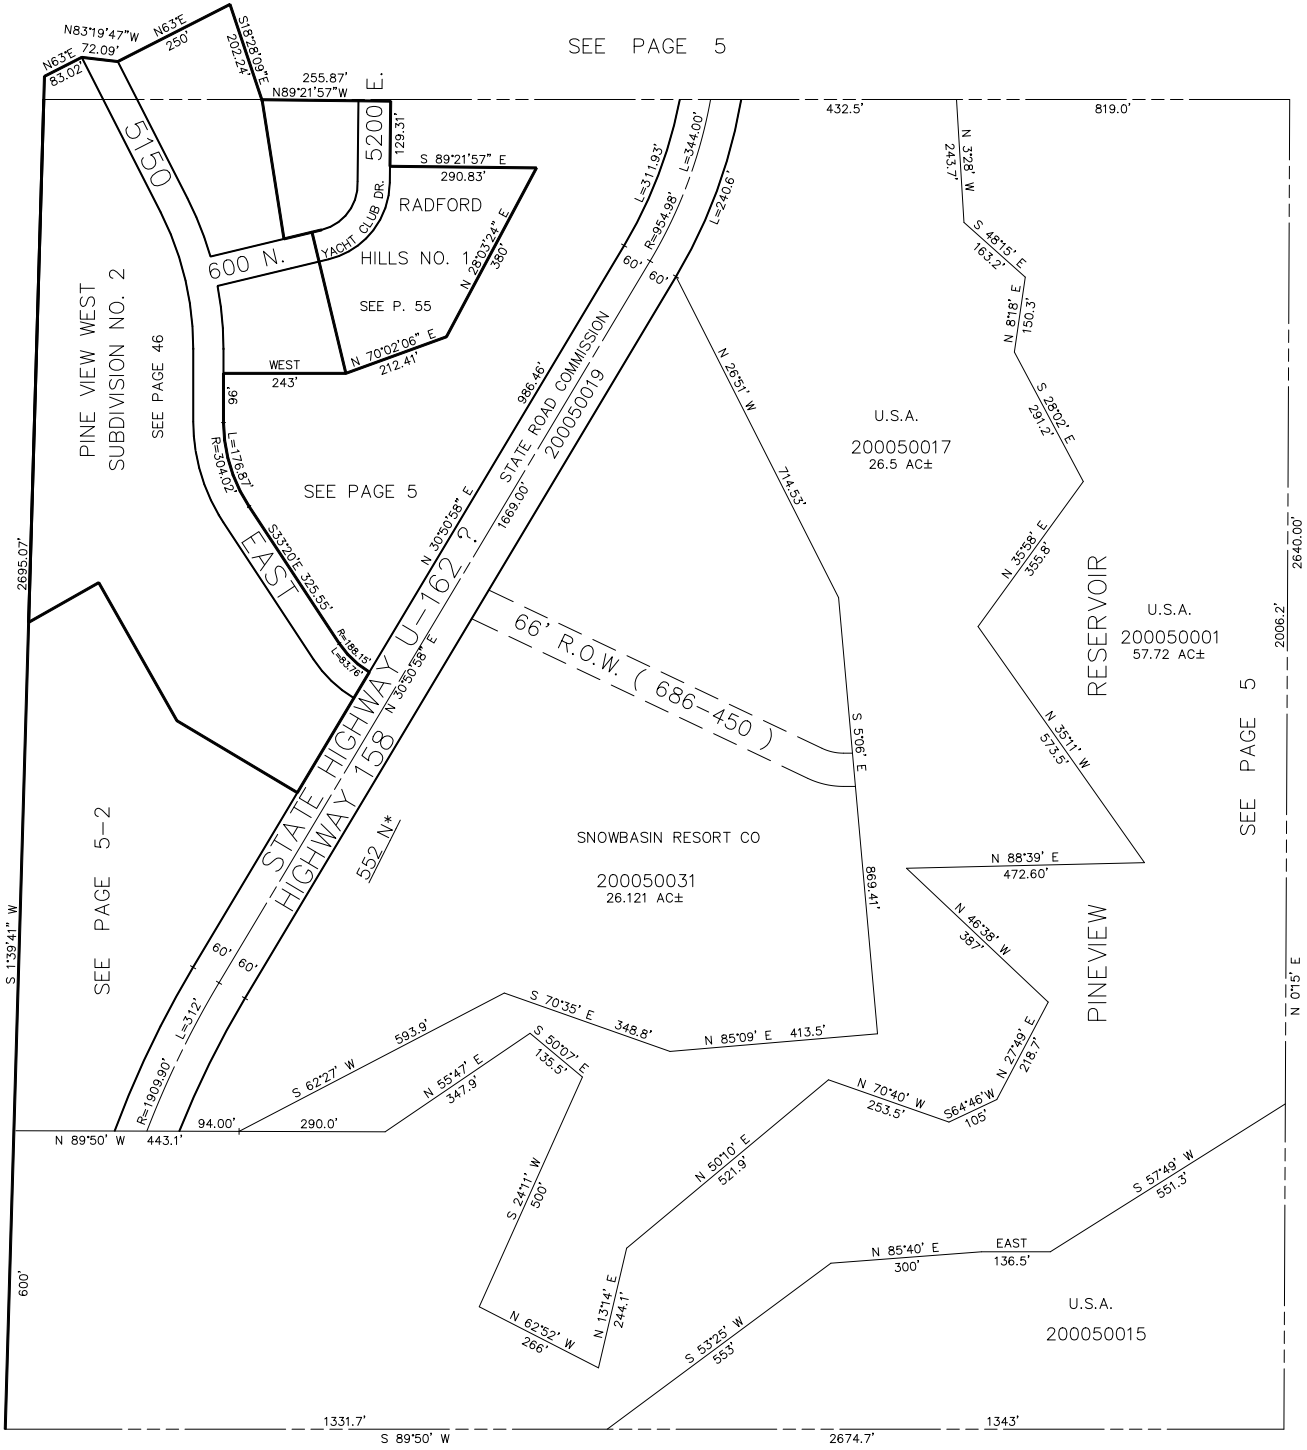 SEE PAGE 5
N63°E
83.02'
N83°19'47"W
72.09'
N63°E
250'
S18°28'09"E
202.24'
255.87'
N89°21'57"W
5200 E.
129.31'
S 89°21'57" E
290.83'
432.5'
819.0'
5150
600 N.
YACHT CLUB DR.
RADFORD
HILLS NO. 1
SEE P. 55
N 28°03'24" E
380'
N 70°02'06" E
212.41'
WEST
243'
96'
L=176.87'
R=304.02'
S33°20'E 325.55'
EAST
R=188.15'
L=83.76'
PINE VIEW WEST
SUBDIVISION NO. 2
SEE PAGE 46
SEE PAGE 5
L=311.93'
L=344.00'
R=954.98'
L=240.6'
60'
60'
986.46'
STATE ROAD COMMISSION
200050019
N 30°50'58" E
1669.00'
STATE HIGHWAY U-162 ?
HIGHWAY 158
N 30°50'58" E
552 N*
66' R.O.W. ( 686-450 )
N 26°51' W
714.53'
S 5°06' E
869.41'
U.S.A.
200050017
26.5 AC±
N 3°28' W
243.7'
S 48°15' E
163.2'
N 8°18' E
150.3'
S 28°02' E
291.2'
N 35°58' E
355.8'
N 35°11' W
573.5'
N 88°39' E
472.60'
N 46°38' W
387'
N 27°49' E
218.7'
S64°46'W
105'
N 70°40' W
253.5'
N 50°10' E
521.9'
N 13°14' E
244.1'
N 62°52' W
266'
S 24°11' W
500'
S 50°07' E
135.5'
N 55°47' E
347.9'
290.0'
S 62°27' W
593.9'
S 70°35' E
348.8'
N 85°09' E 413.5'
PINEVIEW RESERVOIR
U.S.A.
200050001
57.72 AC±
2640.00'
2006.2'
SEE PAGE 5
N 0°15' E
SNOWBASIN RESORT CO
200050031
26.121 AC±
2695.07'
S 1°39'41" W
SEE PAGE 5-2
60'
60'
L=312'
R=1909.90'
94.00'
N 89°50' W 443.1'
600'
S 57°49' W
551.3'
EAST
136.5'
N 85°40' E
300'
S 53°25' W
553'
U.S.A.
200050015
1331.7'
1343'
S 89°50' W
2674.7'